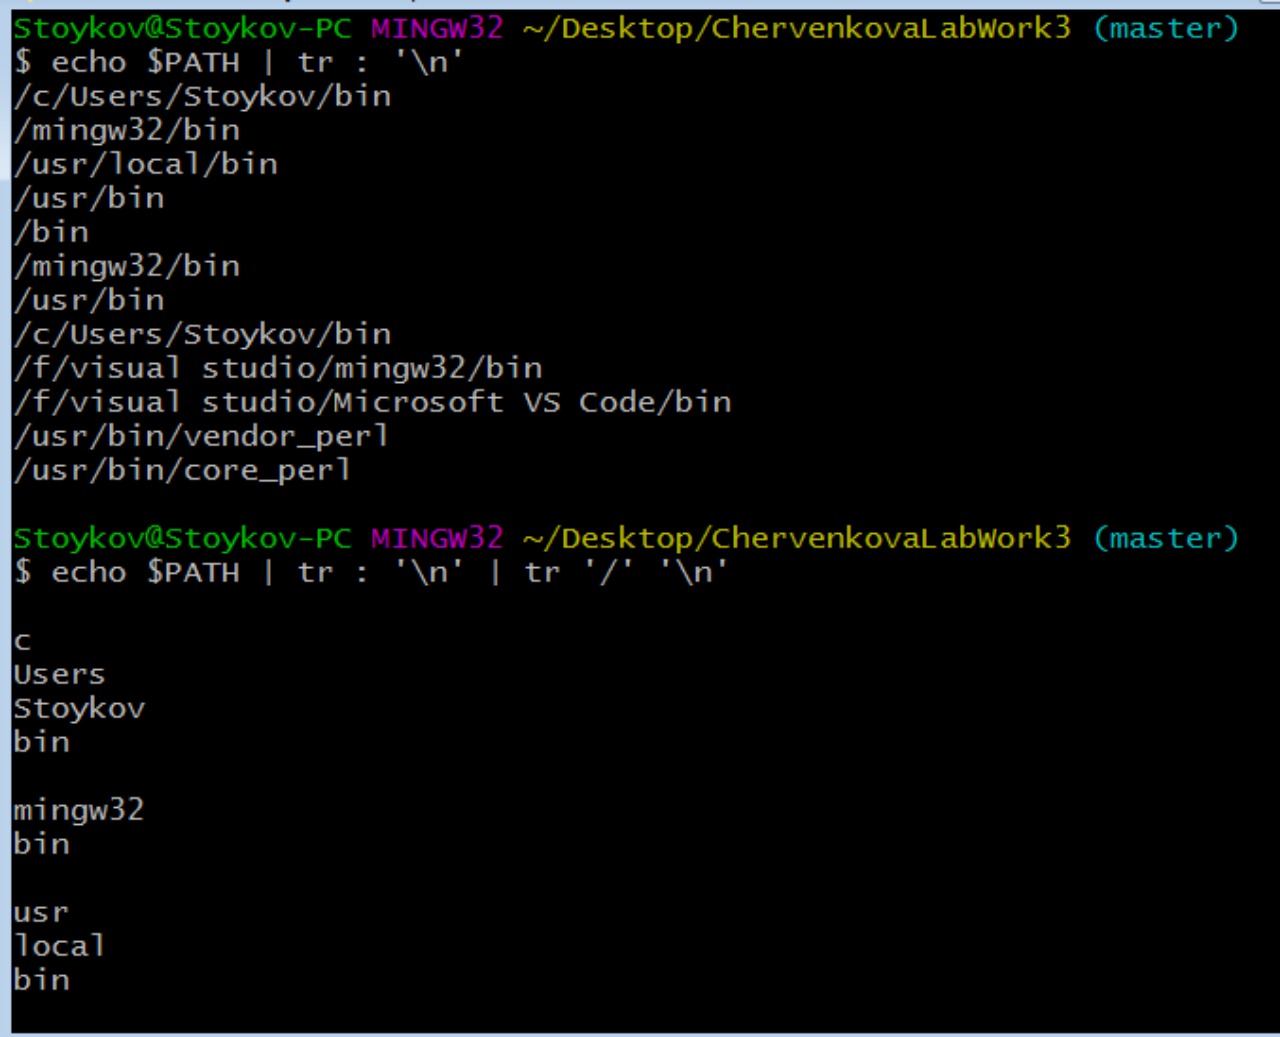 Stoykov@Stoykov-PC MINGW32 ~/Desktop/ChervenkovaLabWork3 (master)
$ echo $PATH | tr : '\n'
/c/Users/Stoykov/bin
/mingw32/bin
/usr/local/bin
/usr/bin
/bin
/mingw32/bin
/usr/bin
/c/Users/Stoykov/bin
/f/visual studio/mingw32/bin
/f/visual studio/Microsoft VS Code/bin
/usr/bin/vendor_perl
/usr/bin/core_perl

Stoykov@Stoykov-PC MINGW32 ~/Desktop/ChervenkovaLabWork3 (master)
$ echo $PATH | tr : '\n' | tr '/' '\n'

c
Users
Stoykov
bin

mingw32
bin

usr
local
bin